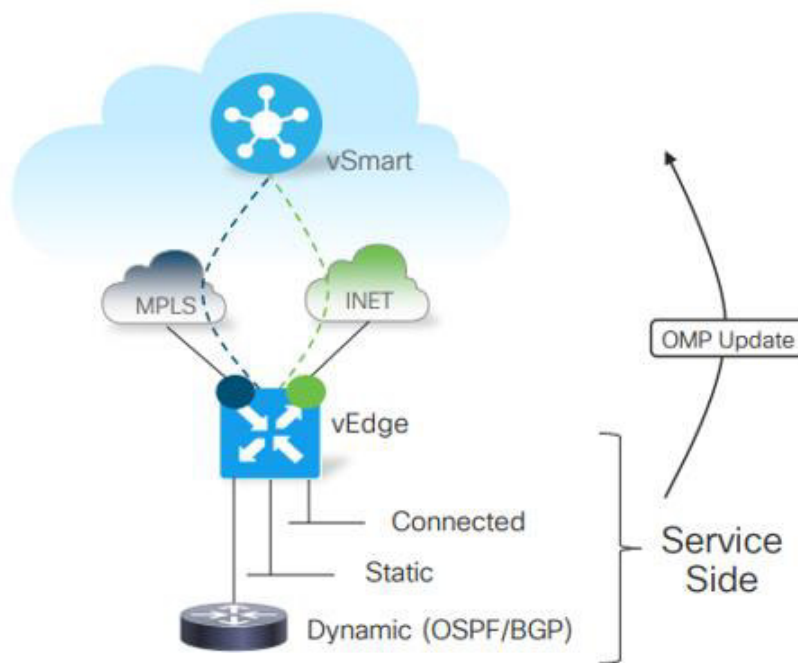 vSmart
MPLS
INET
OMP Update
vEdge
Connected
Static
Dynamic (OSPF/BGP)
Service
Side